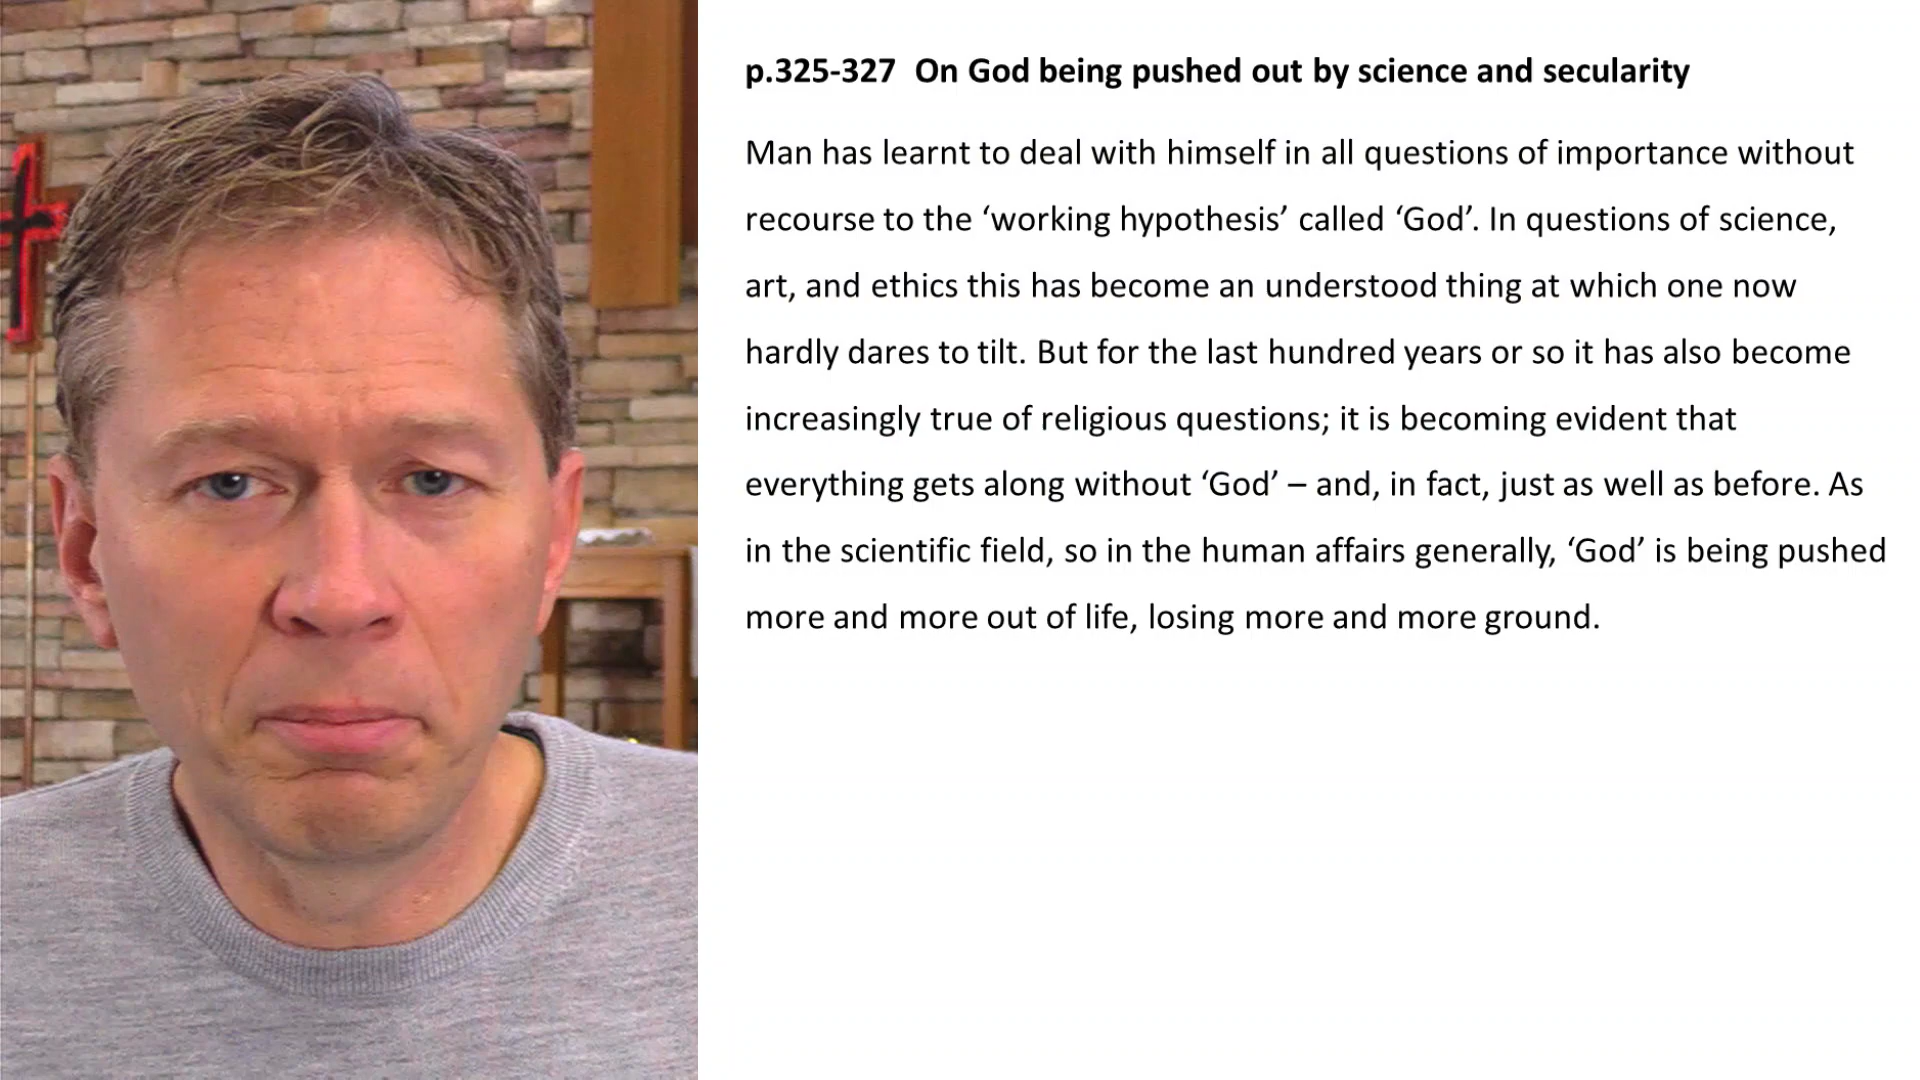 p.325-327  On God being pushed out by science and secularity
Man has learnt to deal with himself in all questions of importance without
recourse to the ‘working hypothesis’ called ‘God’. In questions of science,
art, and ethics this has become an understood thing at which one now
hardly dares to tilt. But for the last hundred years or so it has also become
increasingly true of religious questions; it is becoming evident that
everything gets along without ‘God’ – and, in fact, just as well as before. As
in the scientific field, so in the human affairs generally, ‘God’ is being pushed
more and more out of life, losing more and more ground.